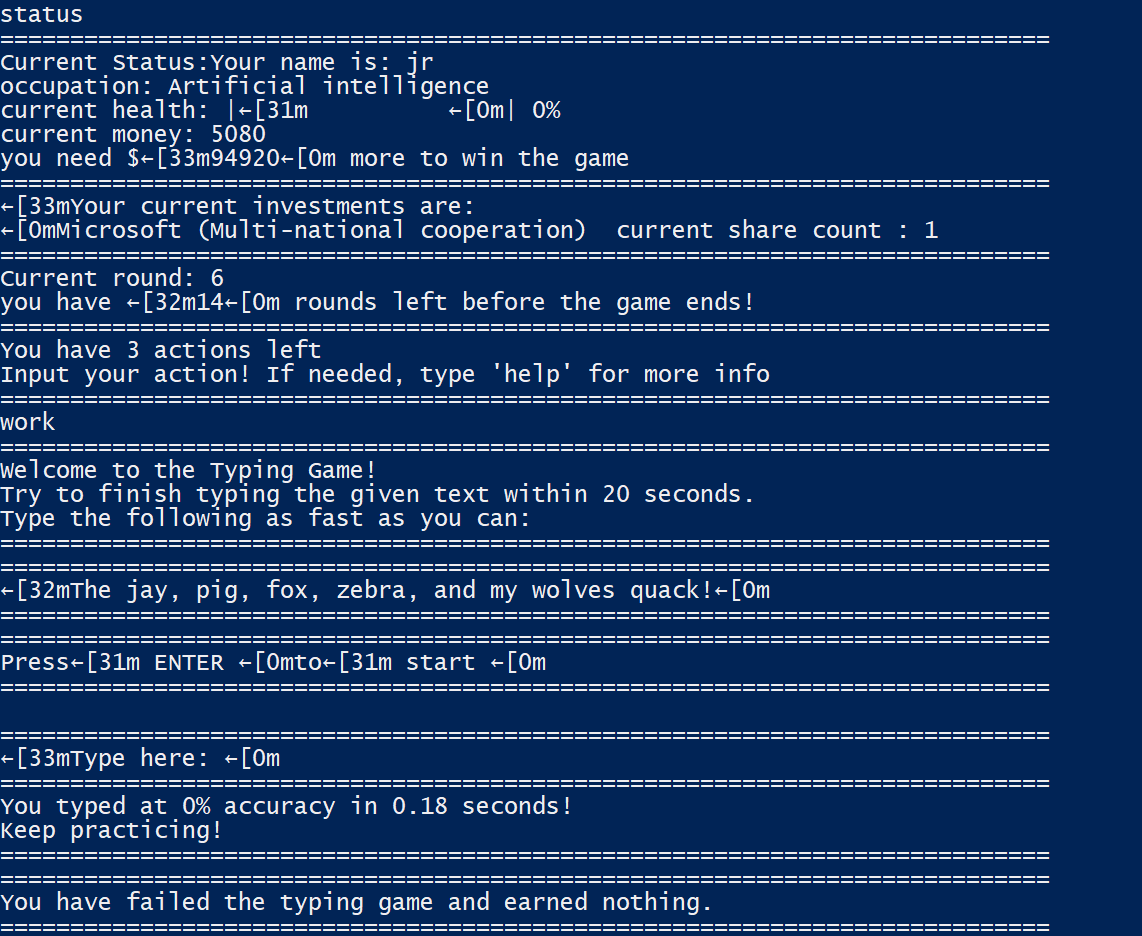 status
===========================================================================
Current Status:Your name is: jr
occupation: Artificial intelligence
current health: |←[31m          ←[0m| 0%
current money: 5080
you need $←[33m94920←[0m more to win the game
===========================================================================
←[33mYour current investments are:
←[0mMicrosoft (Multi-national cooperation)  current share count : 1
===========================================================================
Current round: 6
you have ←[32m14←[0m rounds left before the game ends!
===========================================================================
You have 3 actions left
Input your action! If needed, type 'help' for more info
===========================================================================
work
===========================================================================
Welcome to the Typing Game!
Try to finish typing the given text within 20 seconds.
Type the following as fast as you can:
===========================================================================
===========================================================================
←[32mThe jay, pig, fox, zebra, and my wolves quack!←[0m
===========================================================================
===========================================================================
Press←[31m ENTER ←[0mto←[31m start ←[0m
===========================================================================
===========================================================================
←[33mType here: ←[0m
===========================================================================
You typed at 0% accuracy in 0.18 seconds!
Keep practicing!
===========================================================================
===========================================================================
You have failed the typing game and earned nothing.
===========================================================================